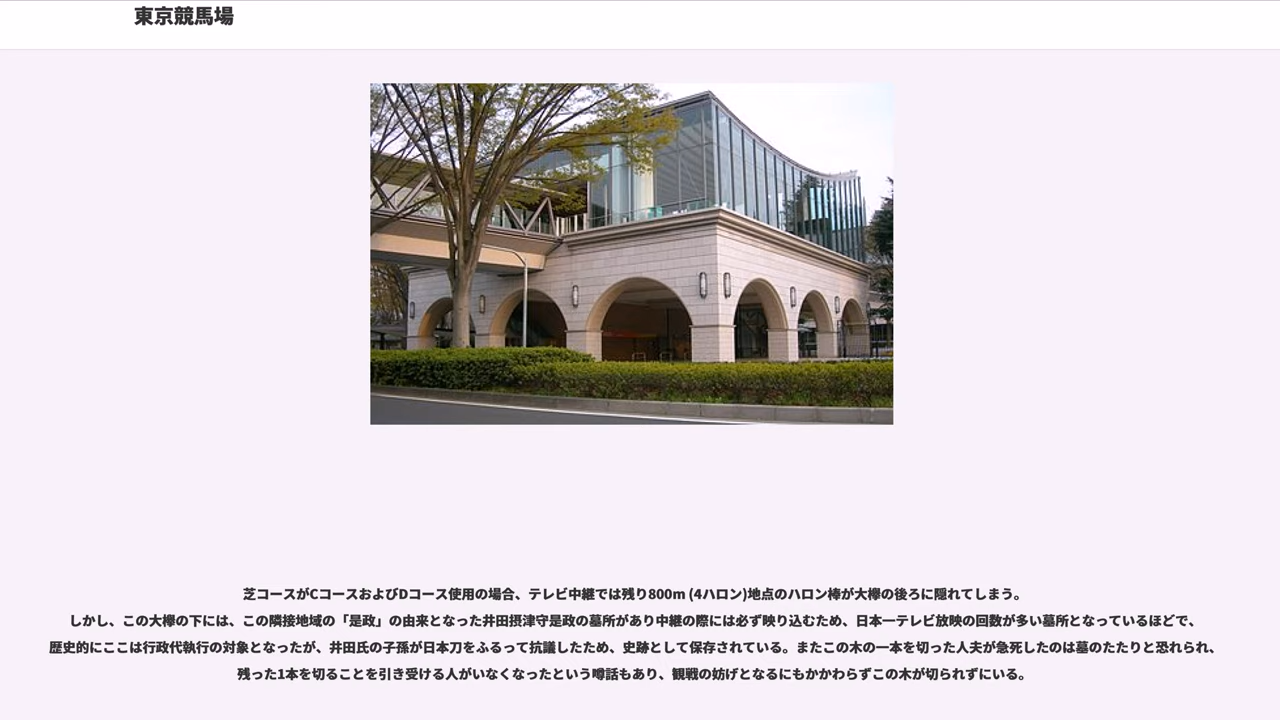 東京競馬場
芝コースがCコースおよびDコース使用の場合、テレビ中継では残り800m (4ハロン)地点のハロン棒が大欅の後ろに隠れてしまう。
しかし、この大欅の下には、この隣接地域の「是政」の由来となった井田摂津守是政の墓所があり中継の際には必ず映り込むため、日本一テレビ放映の回数が多い墓所となっているほどで、
歴史的にここは行政代執行の対象となったが、井田氏の子孫が日本刀をふるって抗議したため、史跡として保存されている。またこの木の一本を切った人夫が急死したのは墓のたたりと恐れられ、
残った1本を切ることを引き受ける人がいなくなったという噂話もあり、観戦の妨げとなるにもかかわらずこの木が切られずにいる。